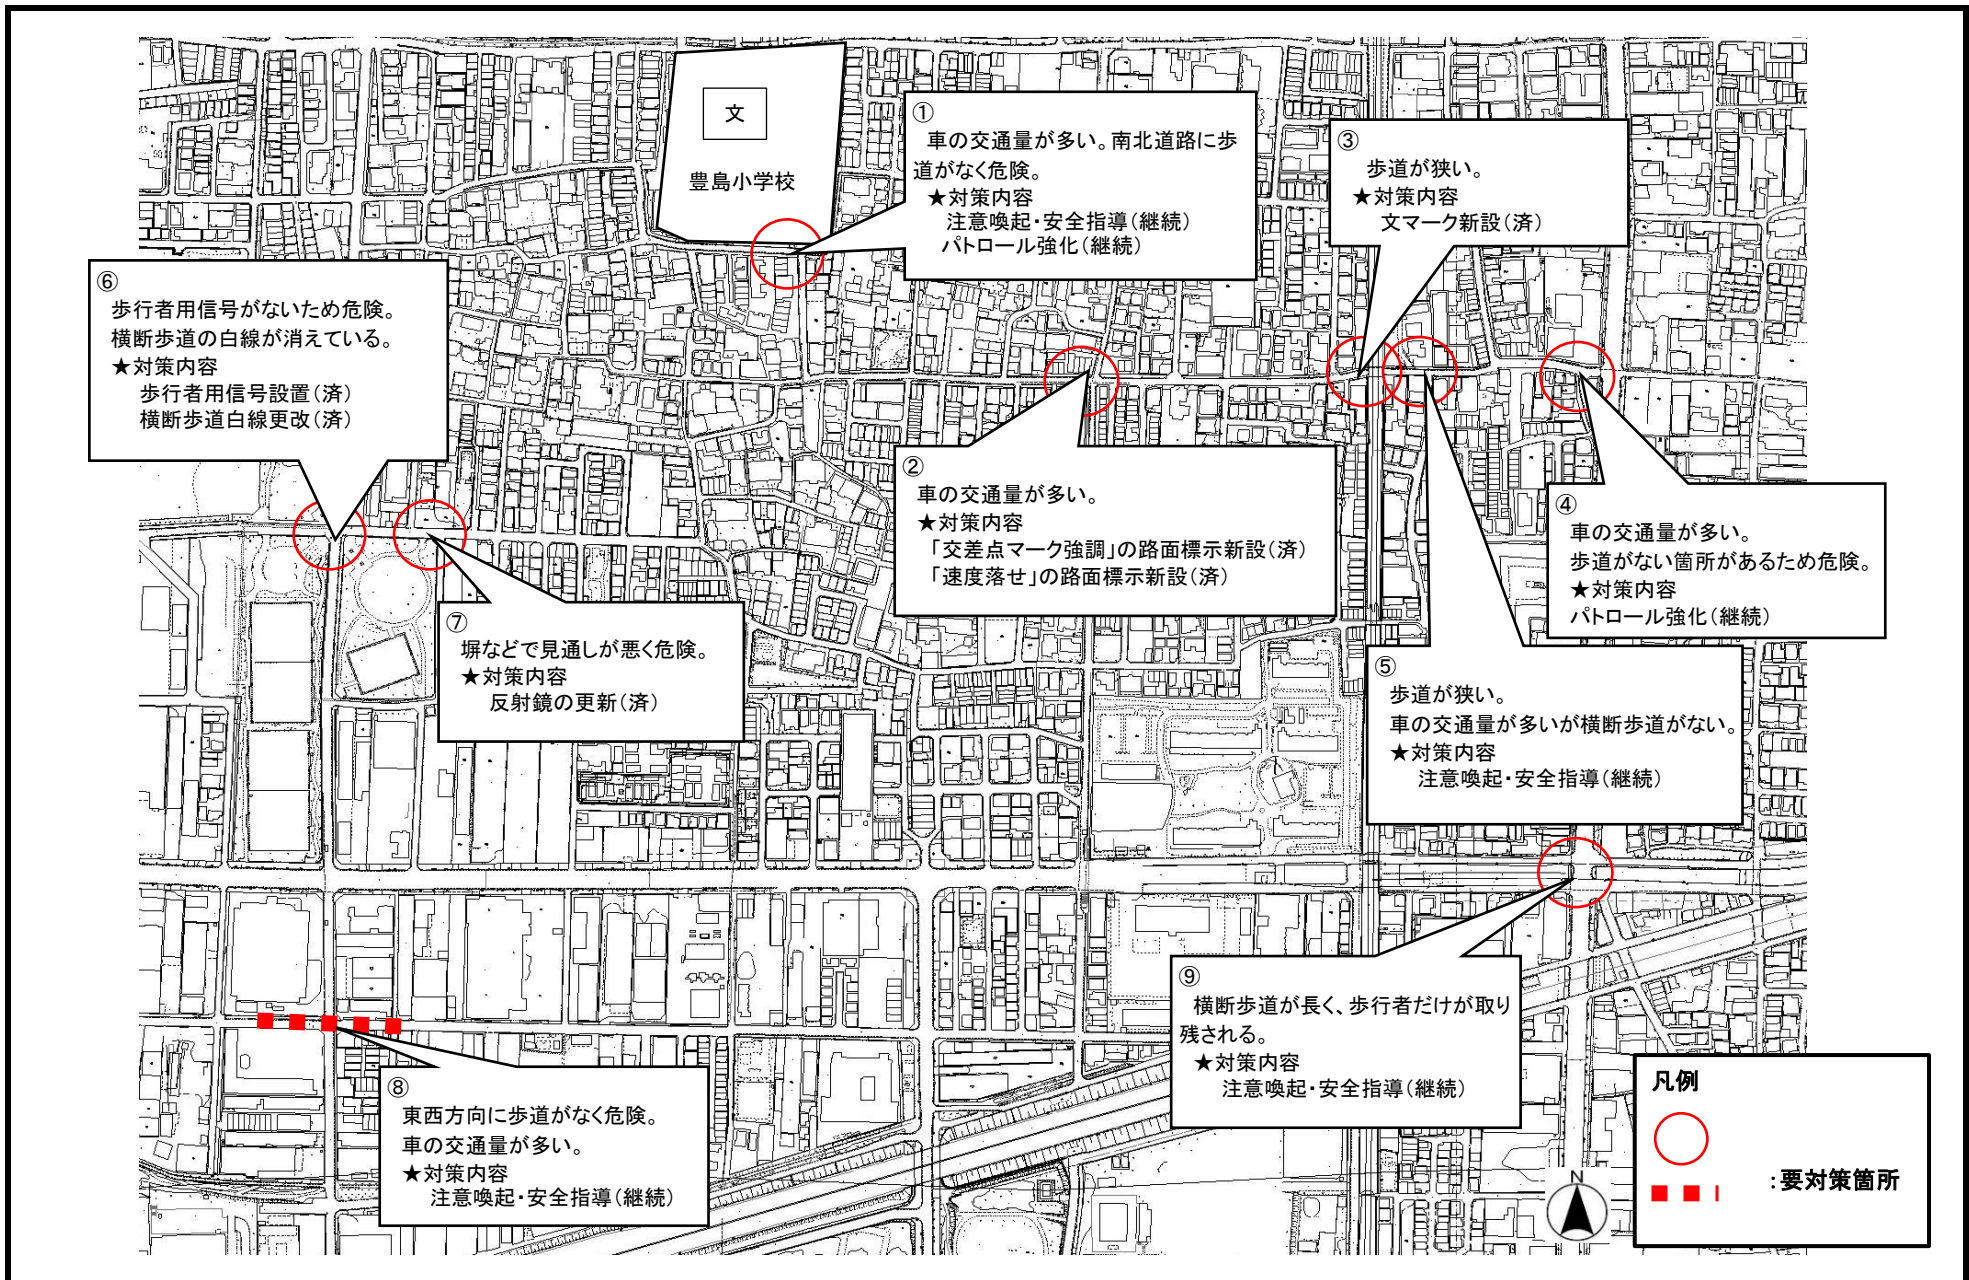 文
豊島小学校
①
車の交通量が多い。南北道路に歩
道がなく危険。
★対策内容
注意喚起・安全指導(継続)
パトロール強化(継続)
③
歩道が狭い。
★対策内容
文マーク新設(済)
⑥
歩行者用信号がないため危険。
横断歩道の白線が消えている。
★対策内容
歩行者用信号設置(済)
横断歩道白線更改(済)
②
車の交通量が多い。
★対策内容
「交差点マーク強調」の路面標示新設(済)
「速度落せ」の路面標示新設(済)
④
車の交通量が多い。
歩道がない箇所があるため危険。
★対策内容
パトロール強化(継続)
⑦
塀などで見通しが悪く危険。
★対策内容
反射鏡の更新(済)
⑤
歩道が狭い。
車の交通量が多いが横断歩道がない。
★対策内容
注意喚起・安全指導(継続)
⑨
横断歩道が長く、歩行者だけが取り
残される。
★対策内容
注意喚起・安全指導(継続)
⑧
東西方向に歩道がなく危険。
車の交通量が多い。
★対策内容
注意喚起・安全指導(継続)
N
凡例
:要対策箇所